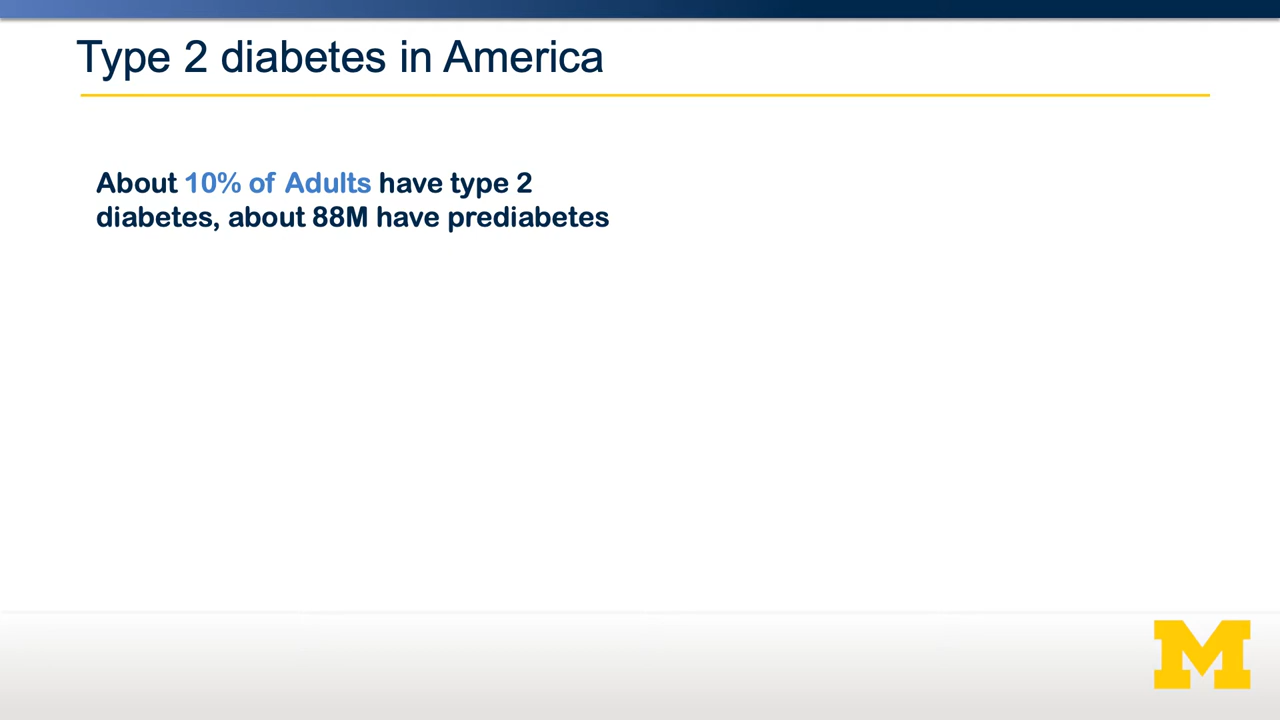 Type 2 diabetes in America
About 10% of Adults have type 2
diabetes, about 88M have prediabetes
M